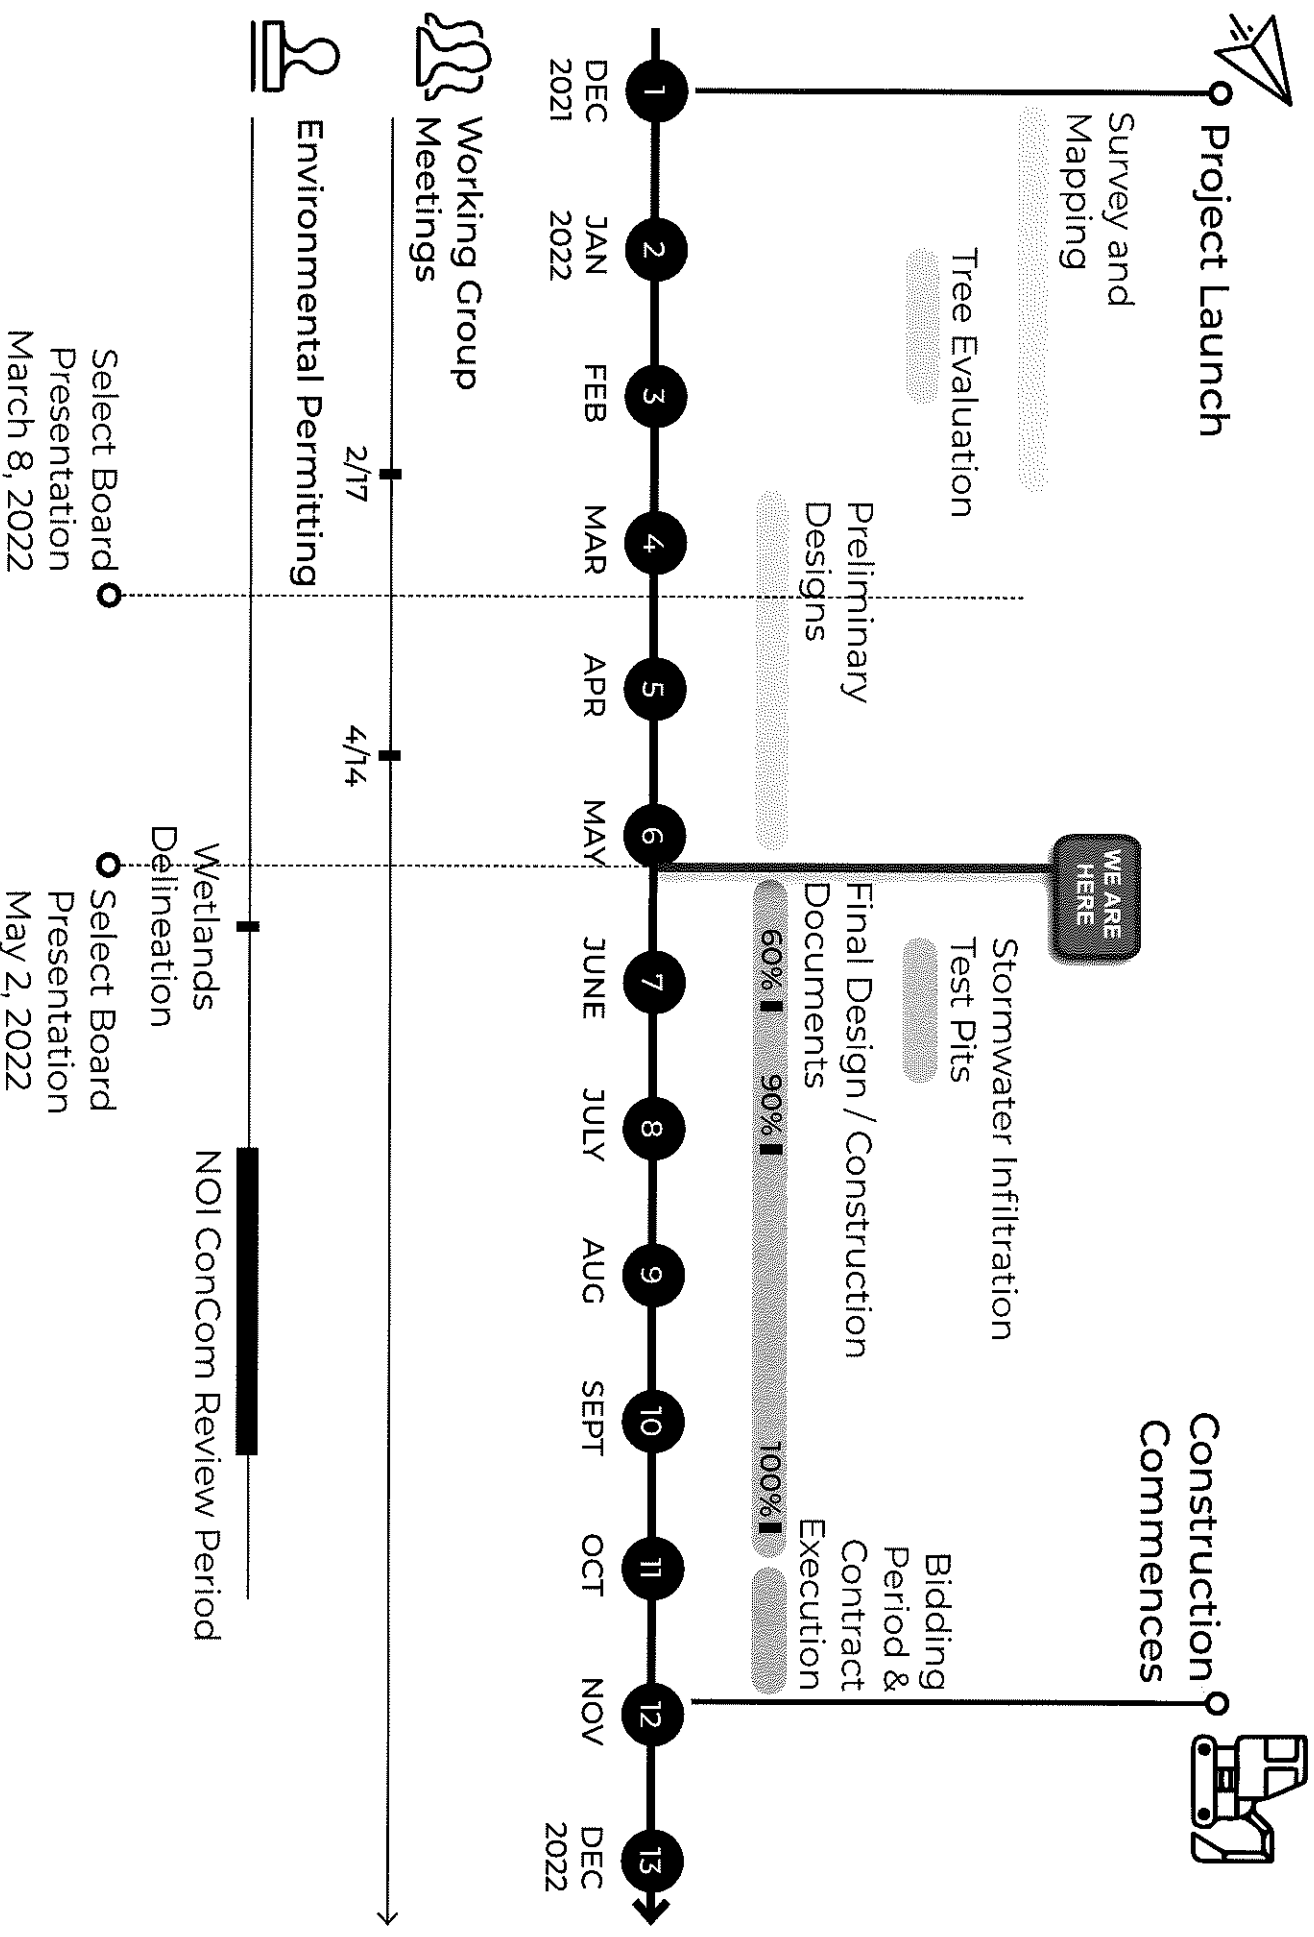 Project Launch
Survey and
Mapping
Tree Evaluation
Preliminary
Designs
WE ARE
HERE
Stormwater Infiltration
Test Pits
Final Design / Construction
Documents
60%
90%
100%
Construction
Commences
Bidding
Period &
Contract
Execution
1
2
3
4
5
6
7
8
9
10
11
12
13
DEC
2021
JAN
2022
FEB
MAR
APR
MAY
JUNE
JULY
AUG
SEPT
OCT
NOV
DEC
2022
Working Group
Meetings
2/17
4/14
Environmental Permitting
Wetlands
Delineation
NOI ConCom Review Period
Select Board
Presentation
March 8, 2022
Select Board
Presentation
May 2, 2022